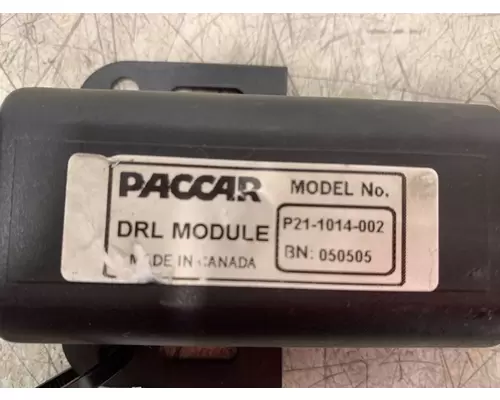 PACCAR
DRL MODULE
MADE IN CANADA
MODEL No.
P21-1014-002
BN: 050505